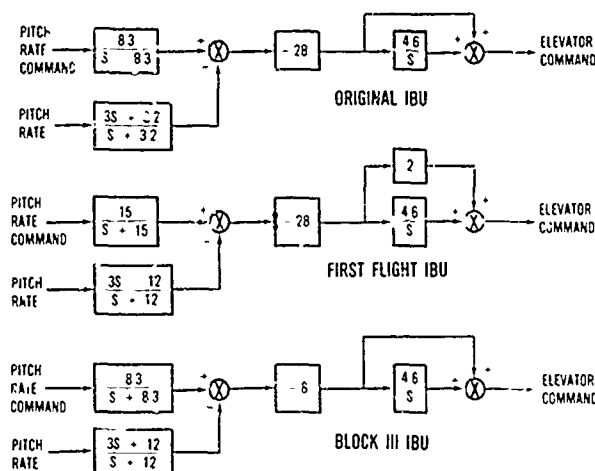 PITCH
RATE
COMMAND
83
S 83
+
-
- 28
46
S
+
+
ELEVATOR
COMMAND
ORIGINAL IBU
PITCH
RATE
3S +
S + 32
PITCH
RATE
COMMAND
15
S + 15
+
-
- 28
2
46
S
+
+
ELEVATOR
COMMAND
FIRST FLIGHT IBU
PITCH
RATE
3S 12
S + 12
PITCH
RATE
COMMAND
83
S + 83
+
-
46
S
+
+
ELEVATOR
COMMAND
BLOCK III IBU
PITCH
RATE
3S + 12
S + 12